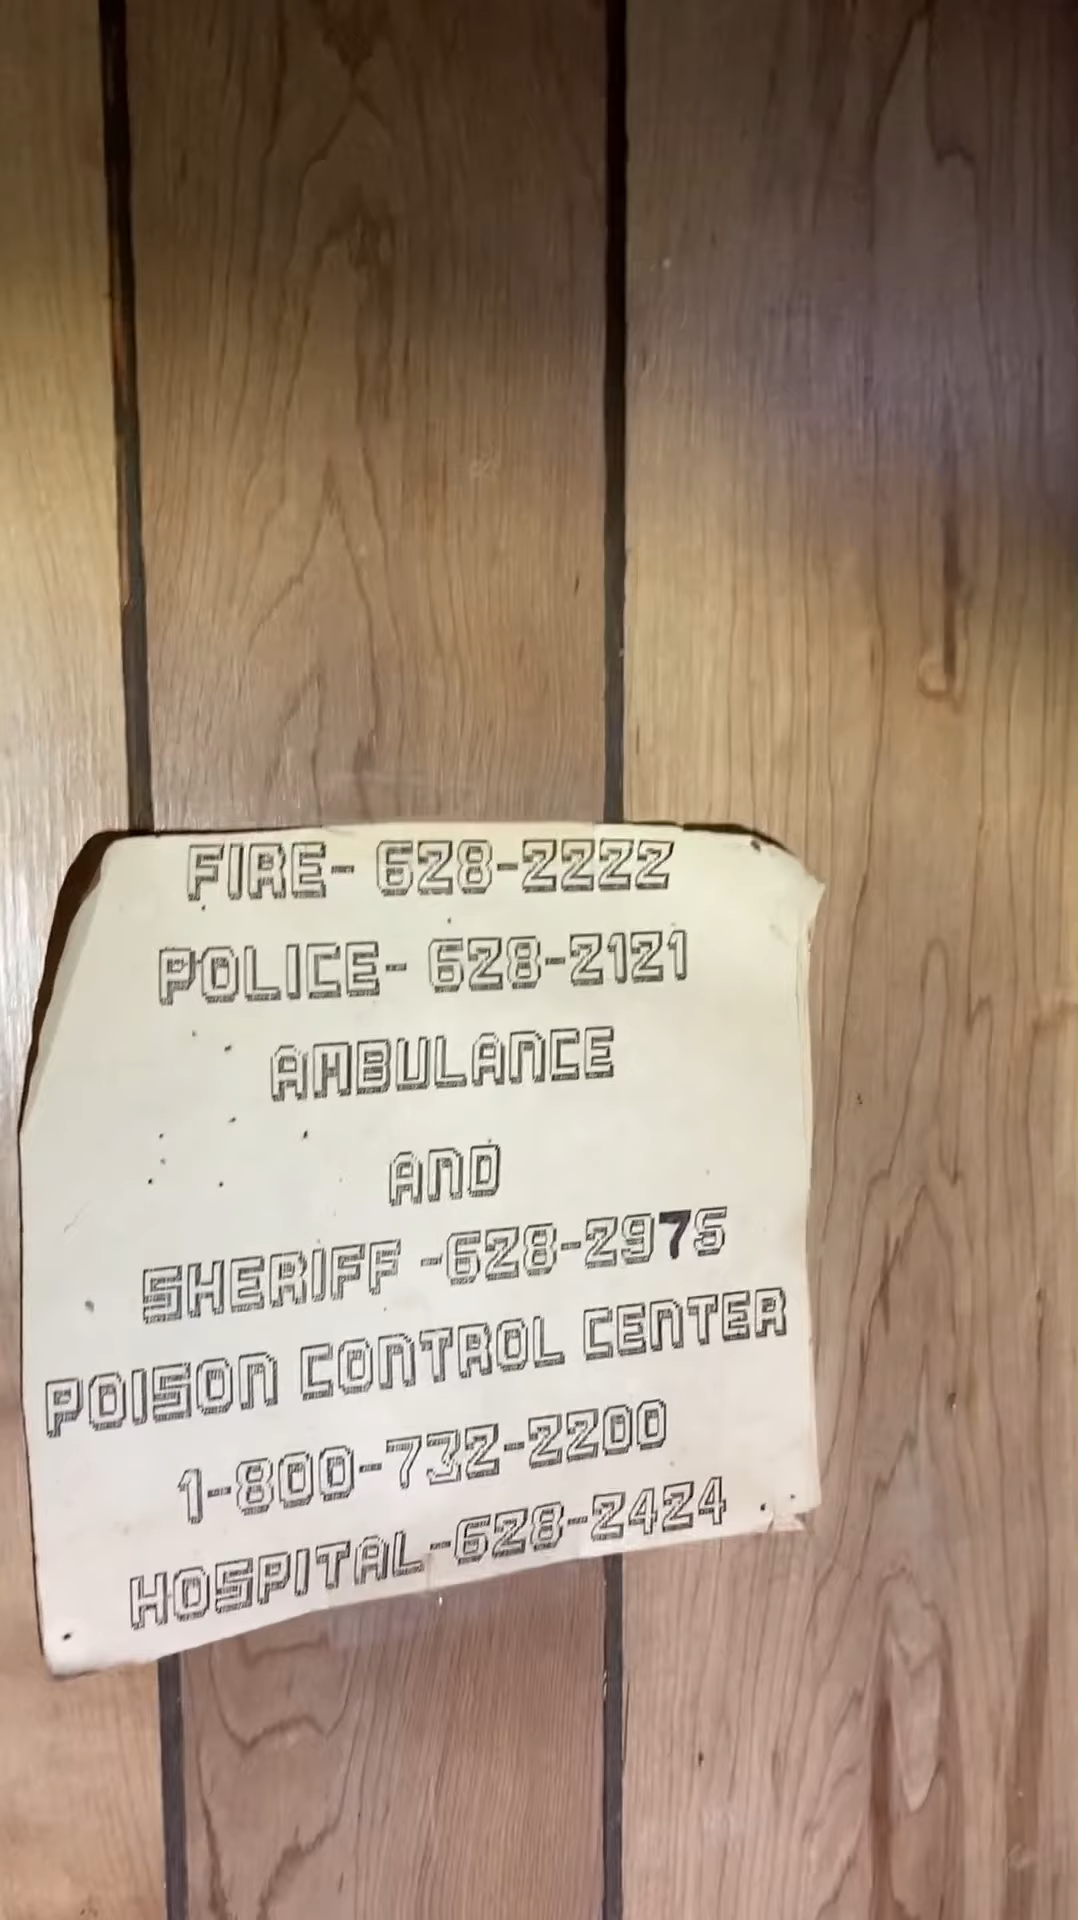 FIRE- 628-2222
POLICE- 628-2121
AMBULANCE
AND
SHERIFF -628-2975
POISON CONTROL CENTER
1-800-732-2200
HOSPITAL-628-2424